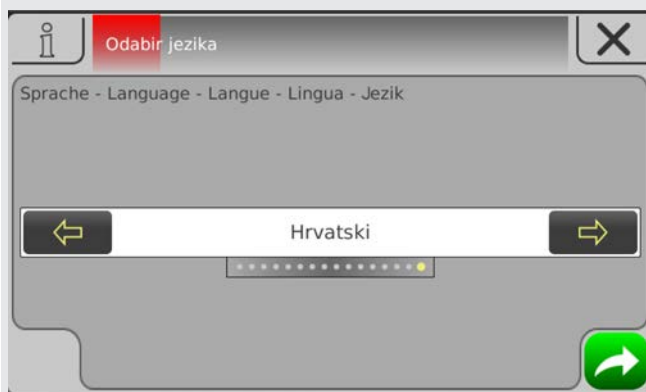 Odabir jezika
Sprache - Language - Langue - Lingua - Jezik
Hrvatski